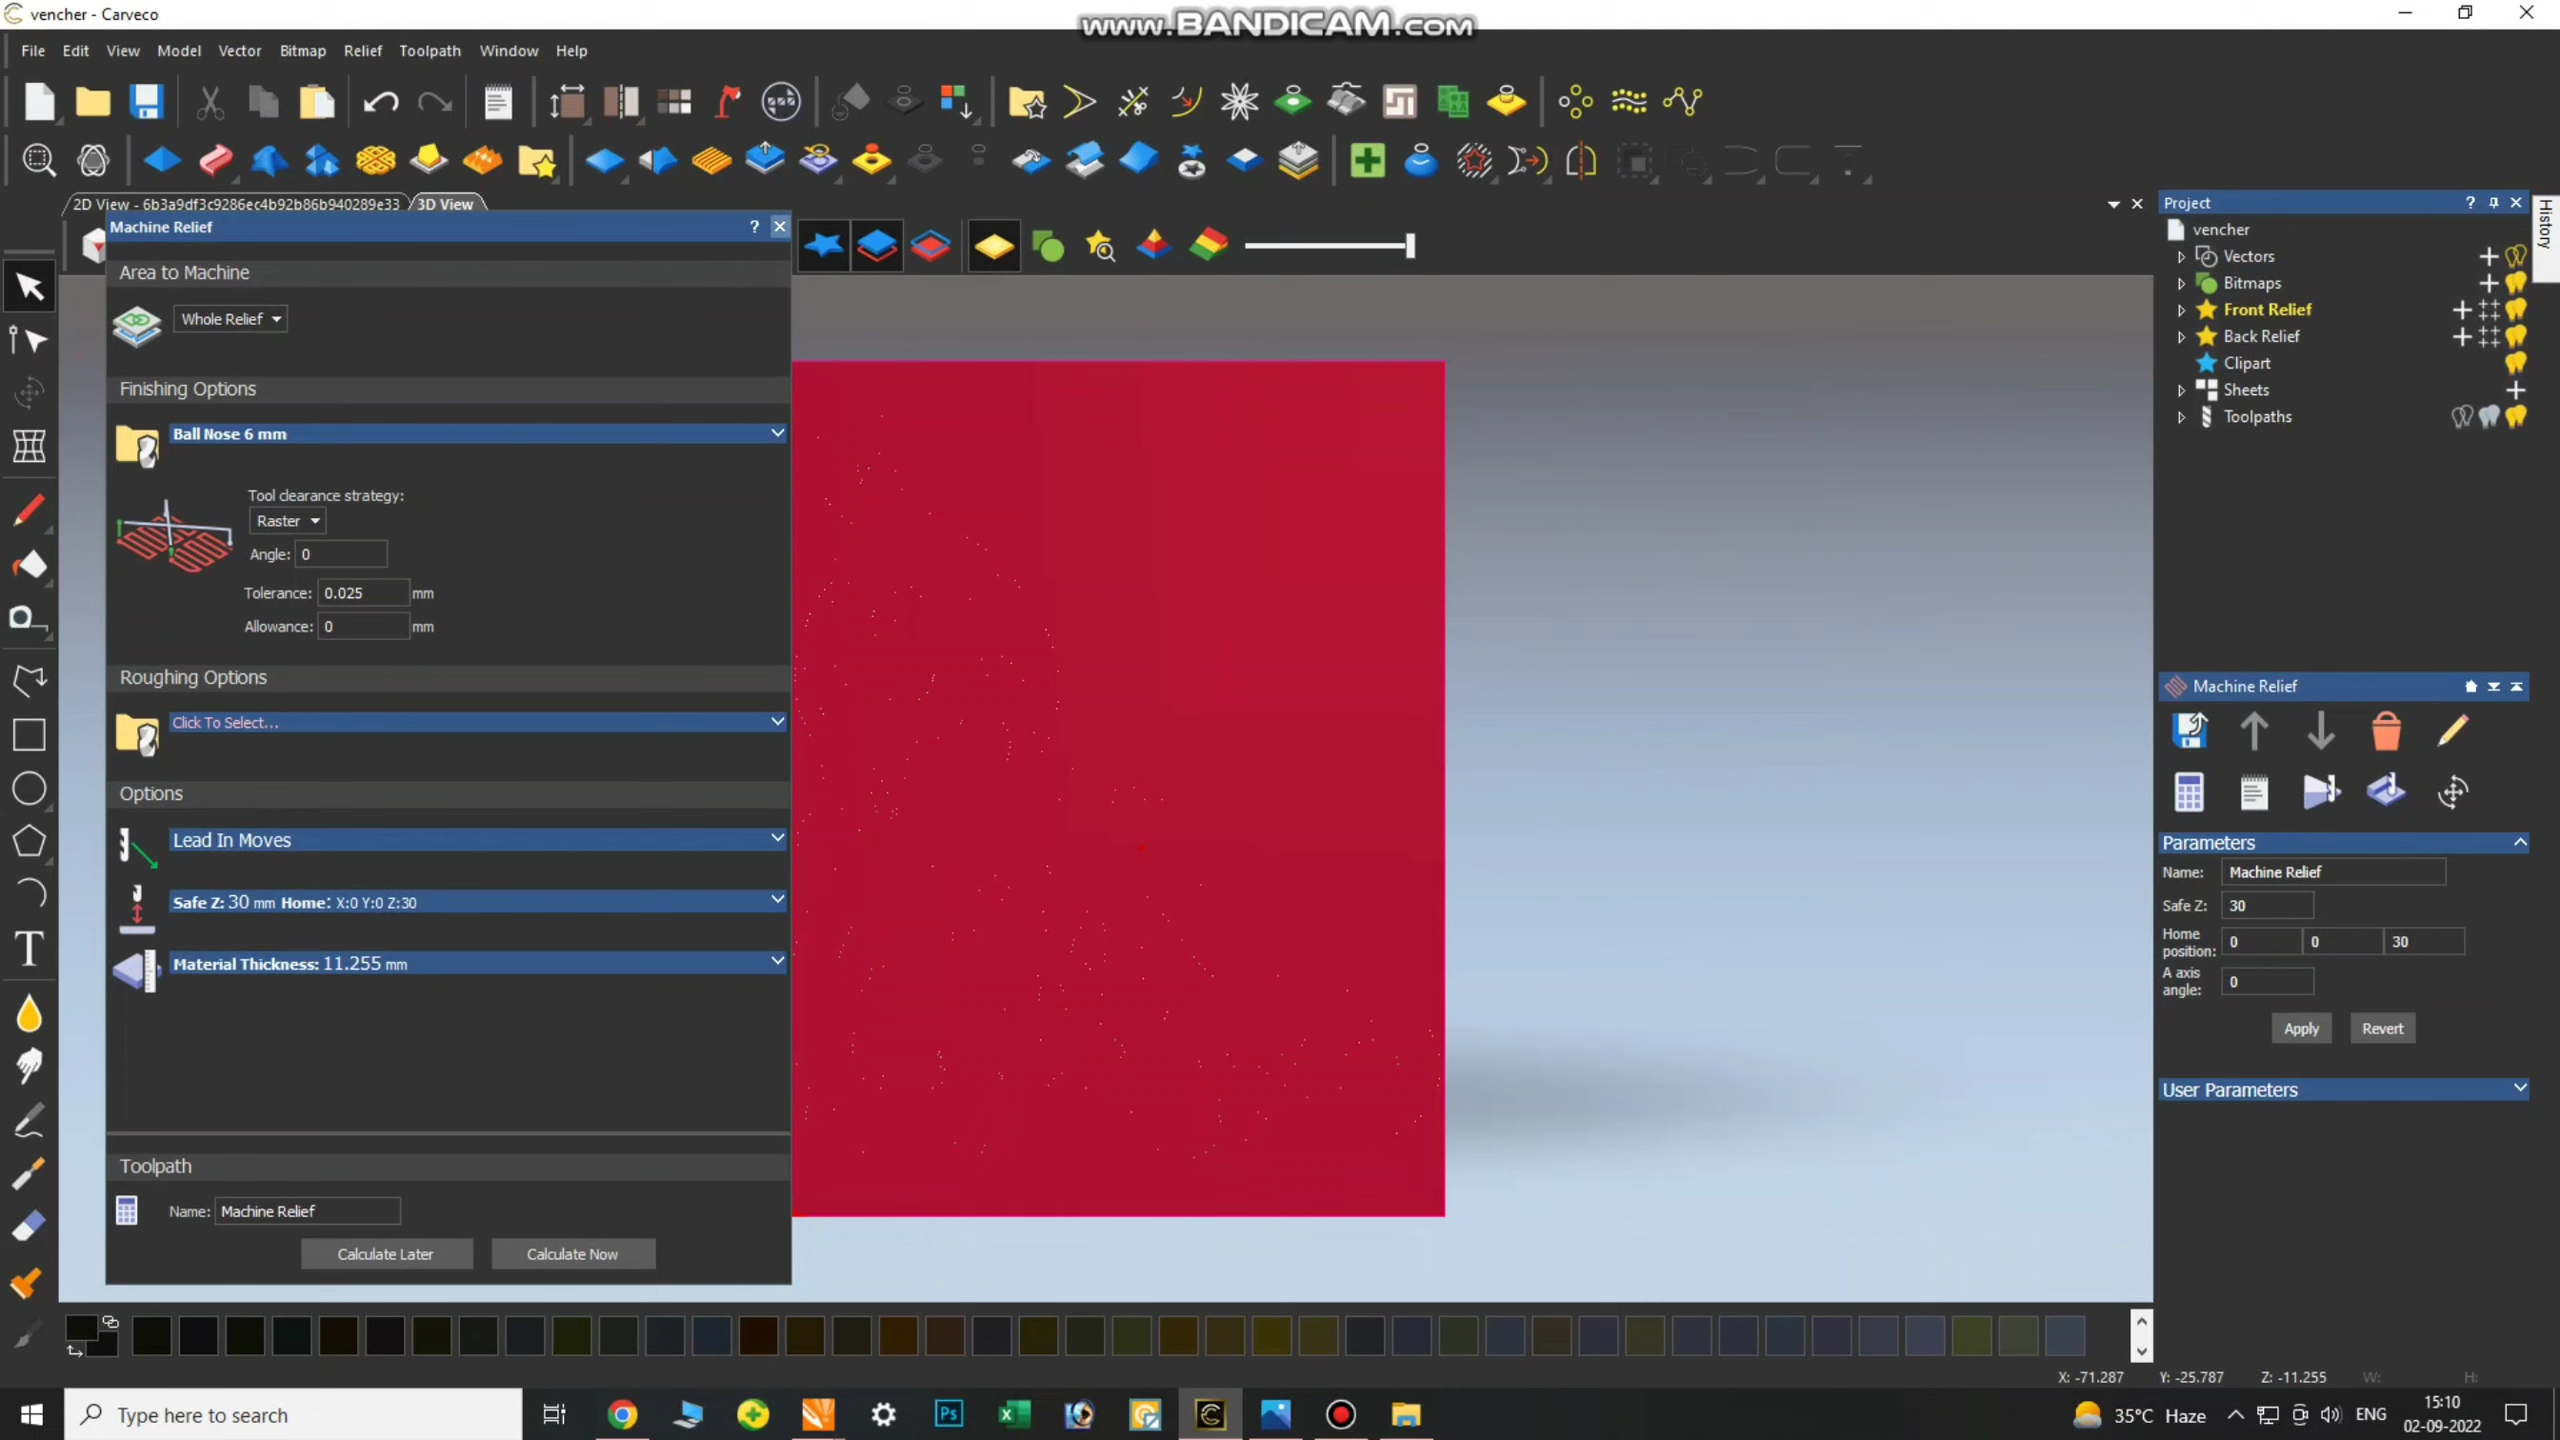 vencher - Carveco
www.BANDICAM.com
File Edit View Model Vector Bitmap Relief Toolpath Window Help
2D View - 6b3a9df3c9286ec4b92b86b940289e33 3D View
Machine Relief ?
Area to Machine
Whole Relief
Finishing Options
Ball Nose 6 mm
Tool clearance strategy:
Raster
Angle: 0
Tolerance: 0.025 mm
Allowance: 0 mm
Roughing Options
Click To Select...
Options
Lead In Moves
Safe Z: 30 mm Home: X:0 Y:0 Z:30
Material Thickness: 11.255 mm
Toolpath
Name: Machine Relief
Calculate Later Calculate Now
Project ?
History
vencher
Vectors
Bitmaps
Front Relief
Back Relief
Clipart
Sheets
Toolpaths
Machine Relief
Parameters
Name: Machine Relief
Safe Z: 30
Home position: 0 0 30
A axis angle: 0
Apply Revert
User Parameters
X: -71.287 Y: -25.787 Z: -11.255 W: H:
Type here to search
Ps
35°C Haze ENG
15:10
02-09-2022